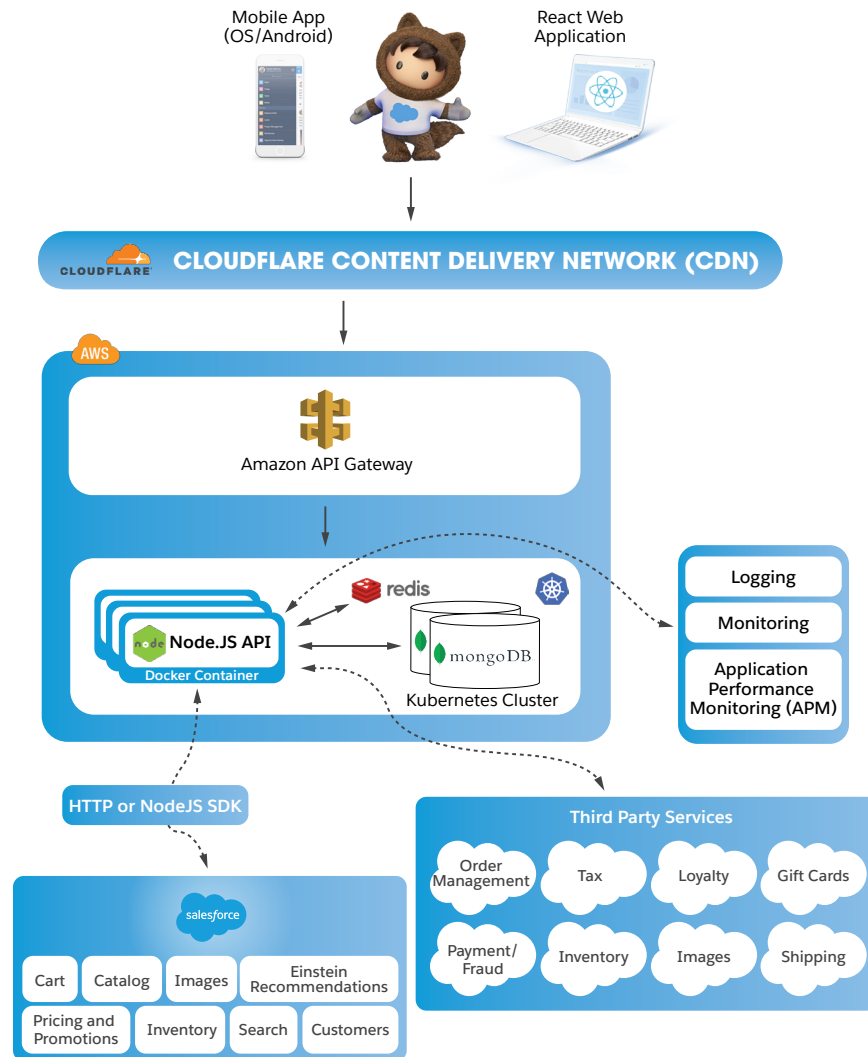 Mobile App
(OS/Android)
React Web
Application
CLOUDFLARE
CLOUDFLARE CONTENT DELIVERY NETWORK (CDN)
AWS
Amazon API Gateway
redis
node
Node.JS API
Docker Container
mongoDB
Kubernetes Cluster
Logging
Monitoring
Application
Performance
Monitoring (APM)
HTTP or NodeJS SDK
Third Party Services
Order
Management
Tax
Loyalty
Gift Cards
Payment/
Fraud
Inventory
Images
Shipping
salesforce
Cart
Catalog
Images
Einstein
Recommendations
Pricing and
Promotions
Inventory
Search
Customers